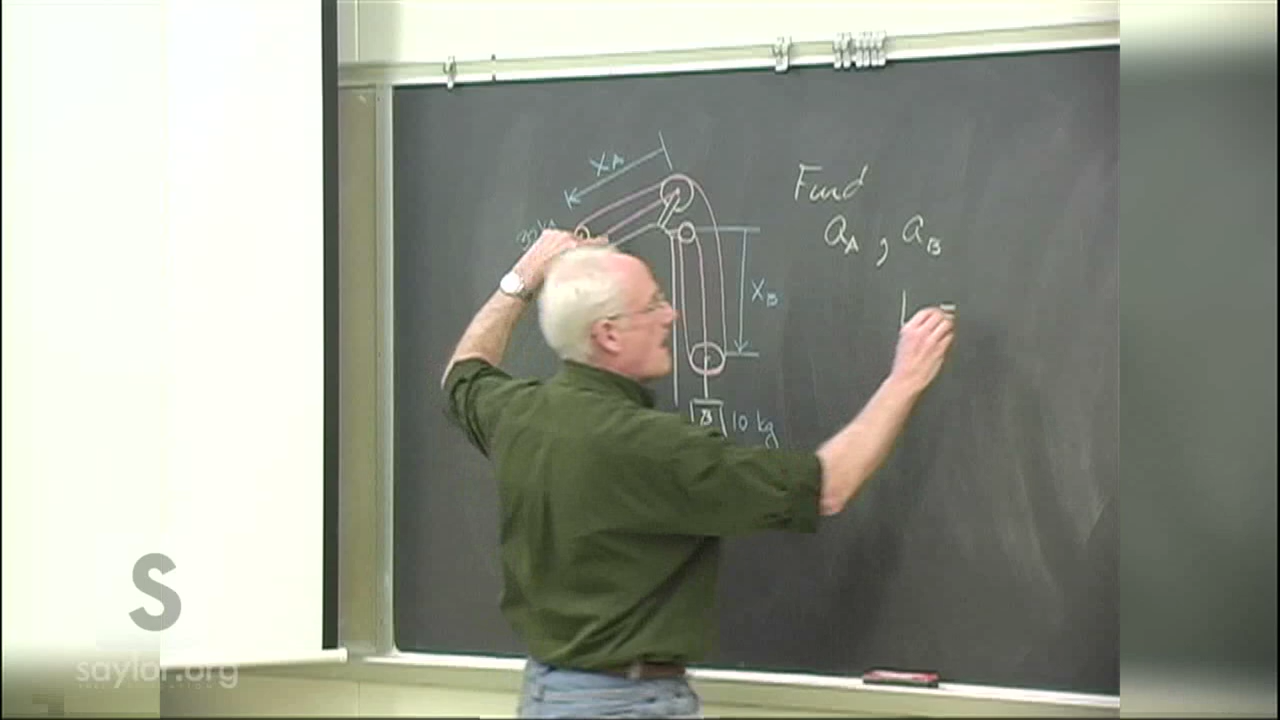 XA
Find
aA, aB
XB
L =
B
10 kg
S
saylor.org